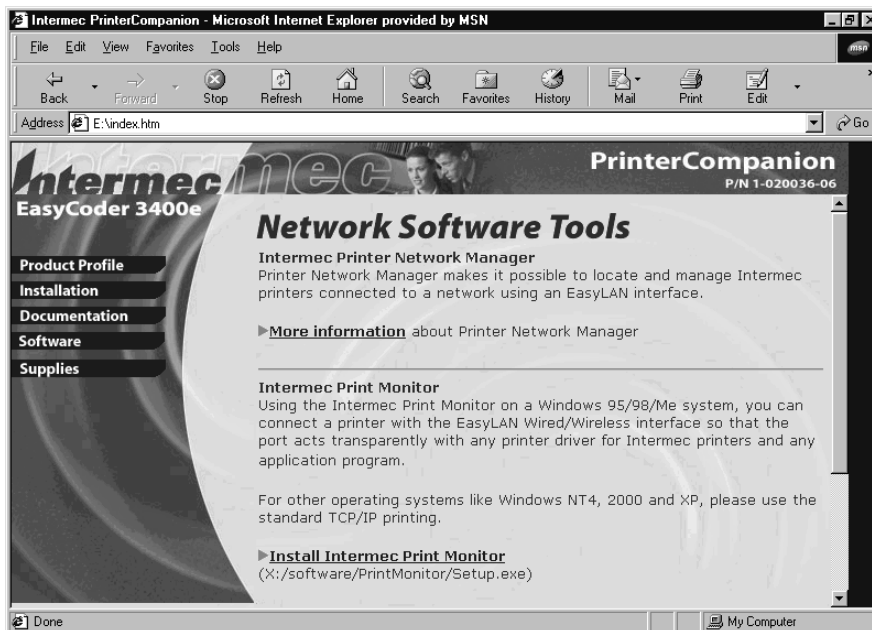 Intermec PrinterCompanion - Microsoft Internet Explorer provided by MSN
File Edit View Favorites Tools Help
msn
Back Forward Stop Refresh Home Search Favorites History Mail Print Edit
Address E:\index.htm Go
Intermec mec PrinterCompanion
P/N 1-020036-06
EasyCoder 3400e
Product Profile
Installation
Documentation
Software
Supplies
Network Software Tools
Intermec Printer Network Manager
Printer Network Manager makes it possible to locate and manage Intermec
printers connected to a network using an EasyLAN interface.
More information about Printer Network Manager
Intermec Print Monitor
Using the Intermec Print Monitor on a Windows 95/98/Me system, you can
connect a printer with the EasyLAN Wired/Wireless interface so that the
port acts transparently with any printer driver for Intermec printers and any
application program.
For other operating systems like Windows NT4, 2000 and XP, please use the
standard TCP/IP printing.
Install Intermec Print Monitor
(X:/software/PrintMonitor/Setup.exe)
Done My Computer